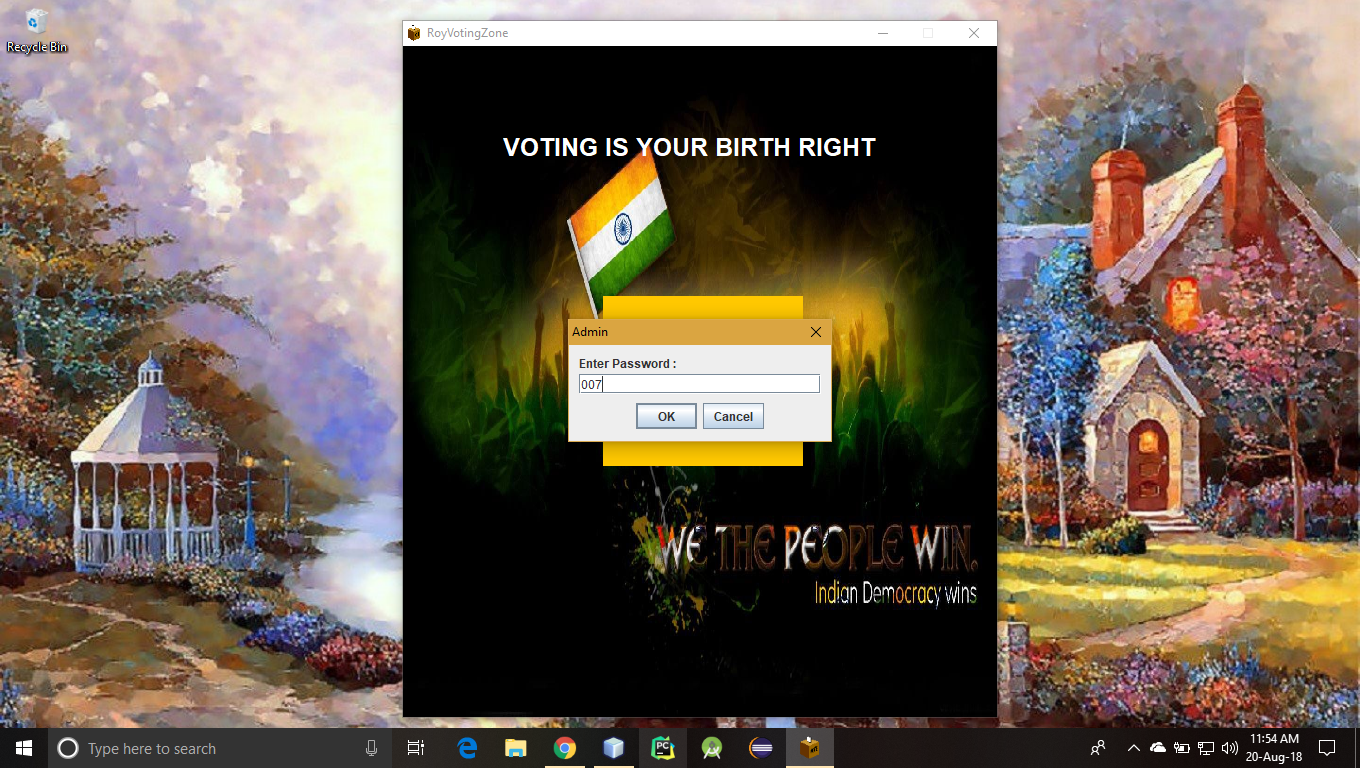 Recycle Bin
RoyVotingZone
VOTING IS YOUR BIRTH RIGHT
Admin
Enter Password :
007
OK Cancel
WE THE PEOPLE WIN.
Indian Democracy wins
Type here to search
PC
11:54 AM
20-Aug-18